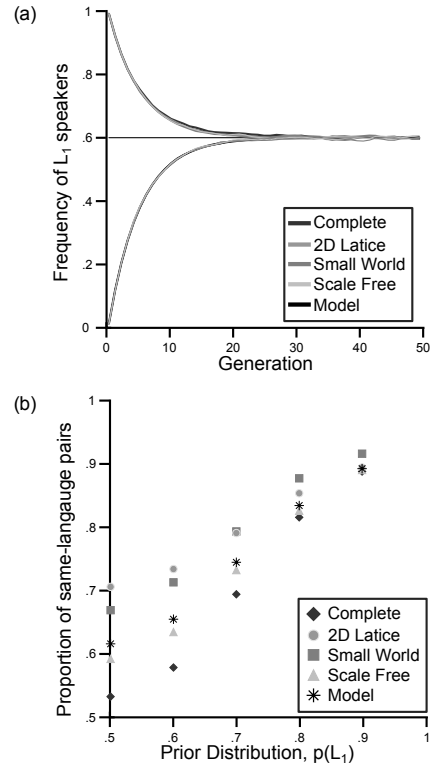 (a)
1
.8
.6
.4
.2
0
Frequency of L1 speakers
0 10 20 30 40 50
Generation
Complete
2D Latice
Small World
Scale Free
Model
(b)
1
.9
.8
.7
.6
.5
Proportion of same-langauge pairs
.5 .6 .7 .8 .9 1
Prior Distribution, p(L1)
Complete
2D Latice
Small World
Scale Free
Model